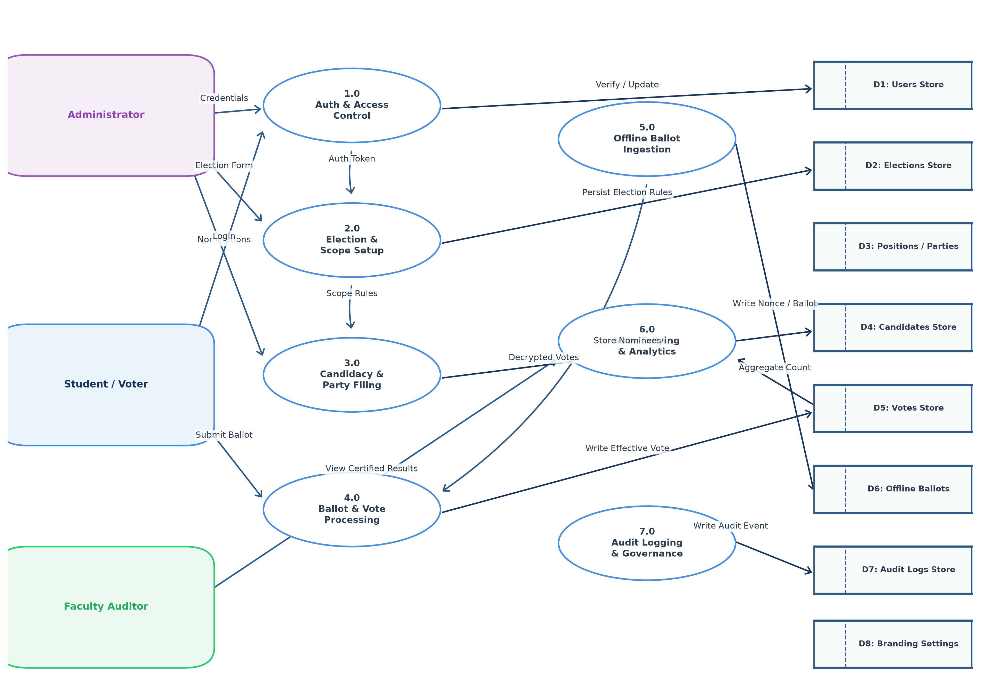 Administrator
Student / Voter
Faculty Auditor
Credentials
Election Form
Login
Submit Ballot
1.0
Auth & Access
Control
Auth Token
2.0
Election &
Scope Setup
Scope Rules
3.0
Candidacy &
Party Filing
View Certified Results
4.0
Ballot & Vote
Processing
Verify / Update
5.0
Offline Ballot
Ingestion
Persist Election Rules
6.0
Store Nominees
& Analytics
Decrypted Votes
Write Effective Vote
7.0
Audit Logging
& Governance
Write Nonce / Ballot
Aggregate Count
Write Audit Event
D1: Users Store
D2: Elections Store
D3: Positions / Parties
D4: Candidates Store
D5: Votes Store
D6: Offline Ballots
D7: Audit Logs Store
D8: Branding Settings